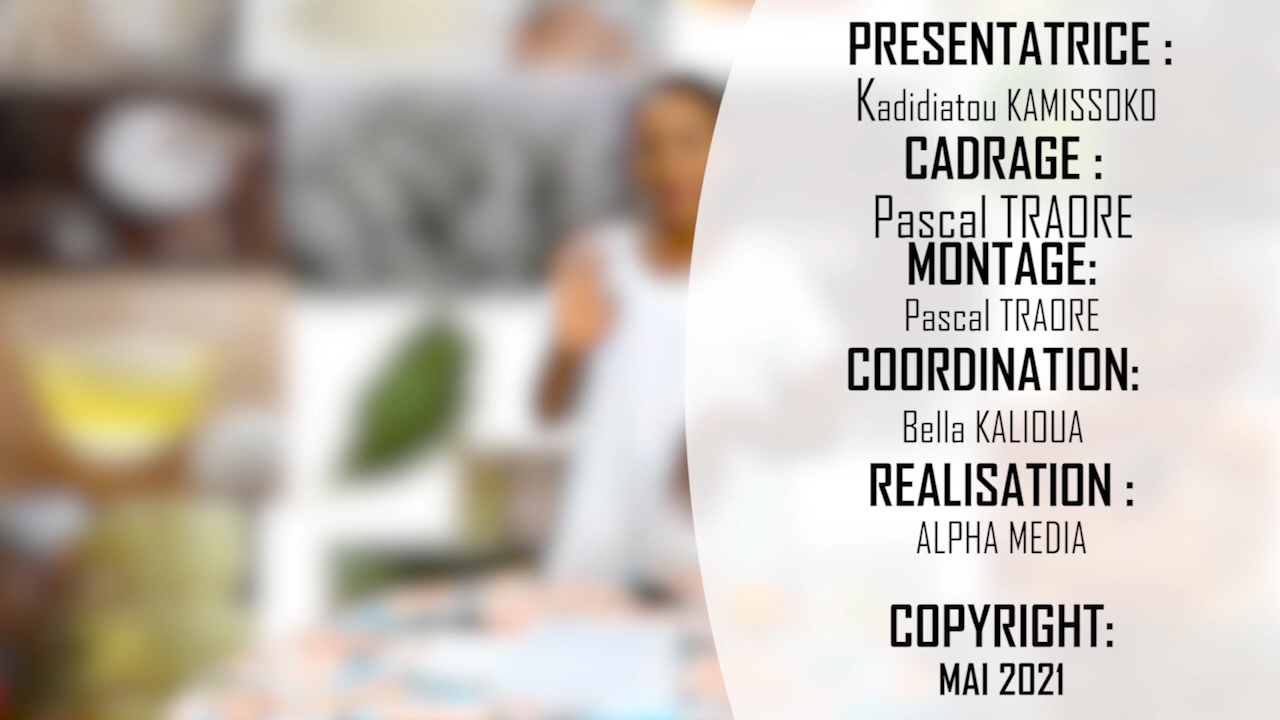 PRESENTATRICE :
Kadidiatou KAMISSOKO
CADRAGE :
Pascal TRAORE
MONTAGE:
Pascal TRAORE
COORDINATION:
Bella KALIOUA
REALISATION :
ALPHA MEDIA
COPYRIGHT:
MAI 2021